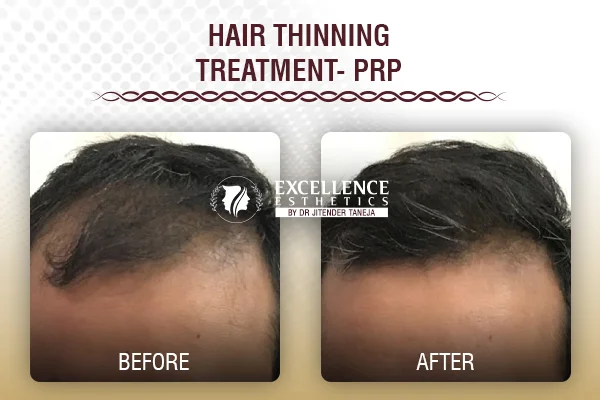 HAIR THINNING
TREATMENT- PRP
EXCELLENCE
ESTHETICS
BY DR JITENDER TANEJA
BEFORE
AFTER